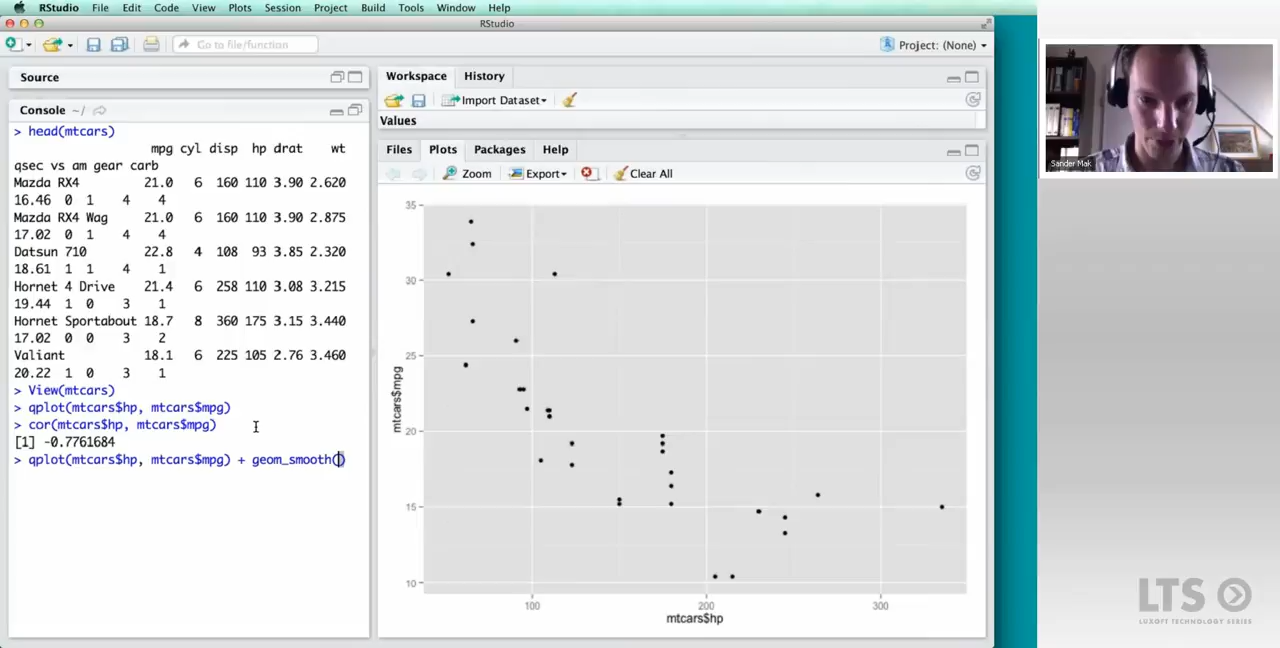 RStudio File Edit Code View Plots Session Project Build Tools Window Help
RStudio
Go to file/function
Project: (None)
Source
Console ~/
> head(mtcars)
mpg cyl disp hp drat wt
qsec vs am gear carb
Mazda RX4 21.0 6 160 110 3.90 2.620
16.46 0 1 4 4
Mazda RX4 Wag 21.0 6 160 110 3.90 2.875
17.02 0 1 4 4
Datsun 710 22.8 4 108 93 3.85 2.320
18.61 1 1 4 1
Hornet 4 Drive 21.4 6 258 110 3.08 3.215
19.44 1 0 3 1
Hornet Sportabout 18.7 8 360 175 3.15 3.440
17.02 0 0 3 2
Valiant 18.1 6 225 105 2.76 3.460
20.22 1 0 3 1
> View(mtcars)
> qplot(mtcars$hp, mtcars$mpg)
> cor(mtcars$hp, mtcars$mpg)
[1] -0.7761684
> qplot(mtcars$hp, mtcars$mpg) + geom_smooth()
Workspace History
Import Dataset
Values
Files Plots Packages Help
Zoom Export Clear All
35
30
25
20
15
10
mtcars$mpg
100 200 300
mtcars$hp
Sander Mak
LTS
LUXOFT TECHNOLOGY SERIES